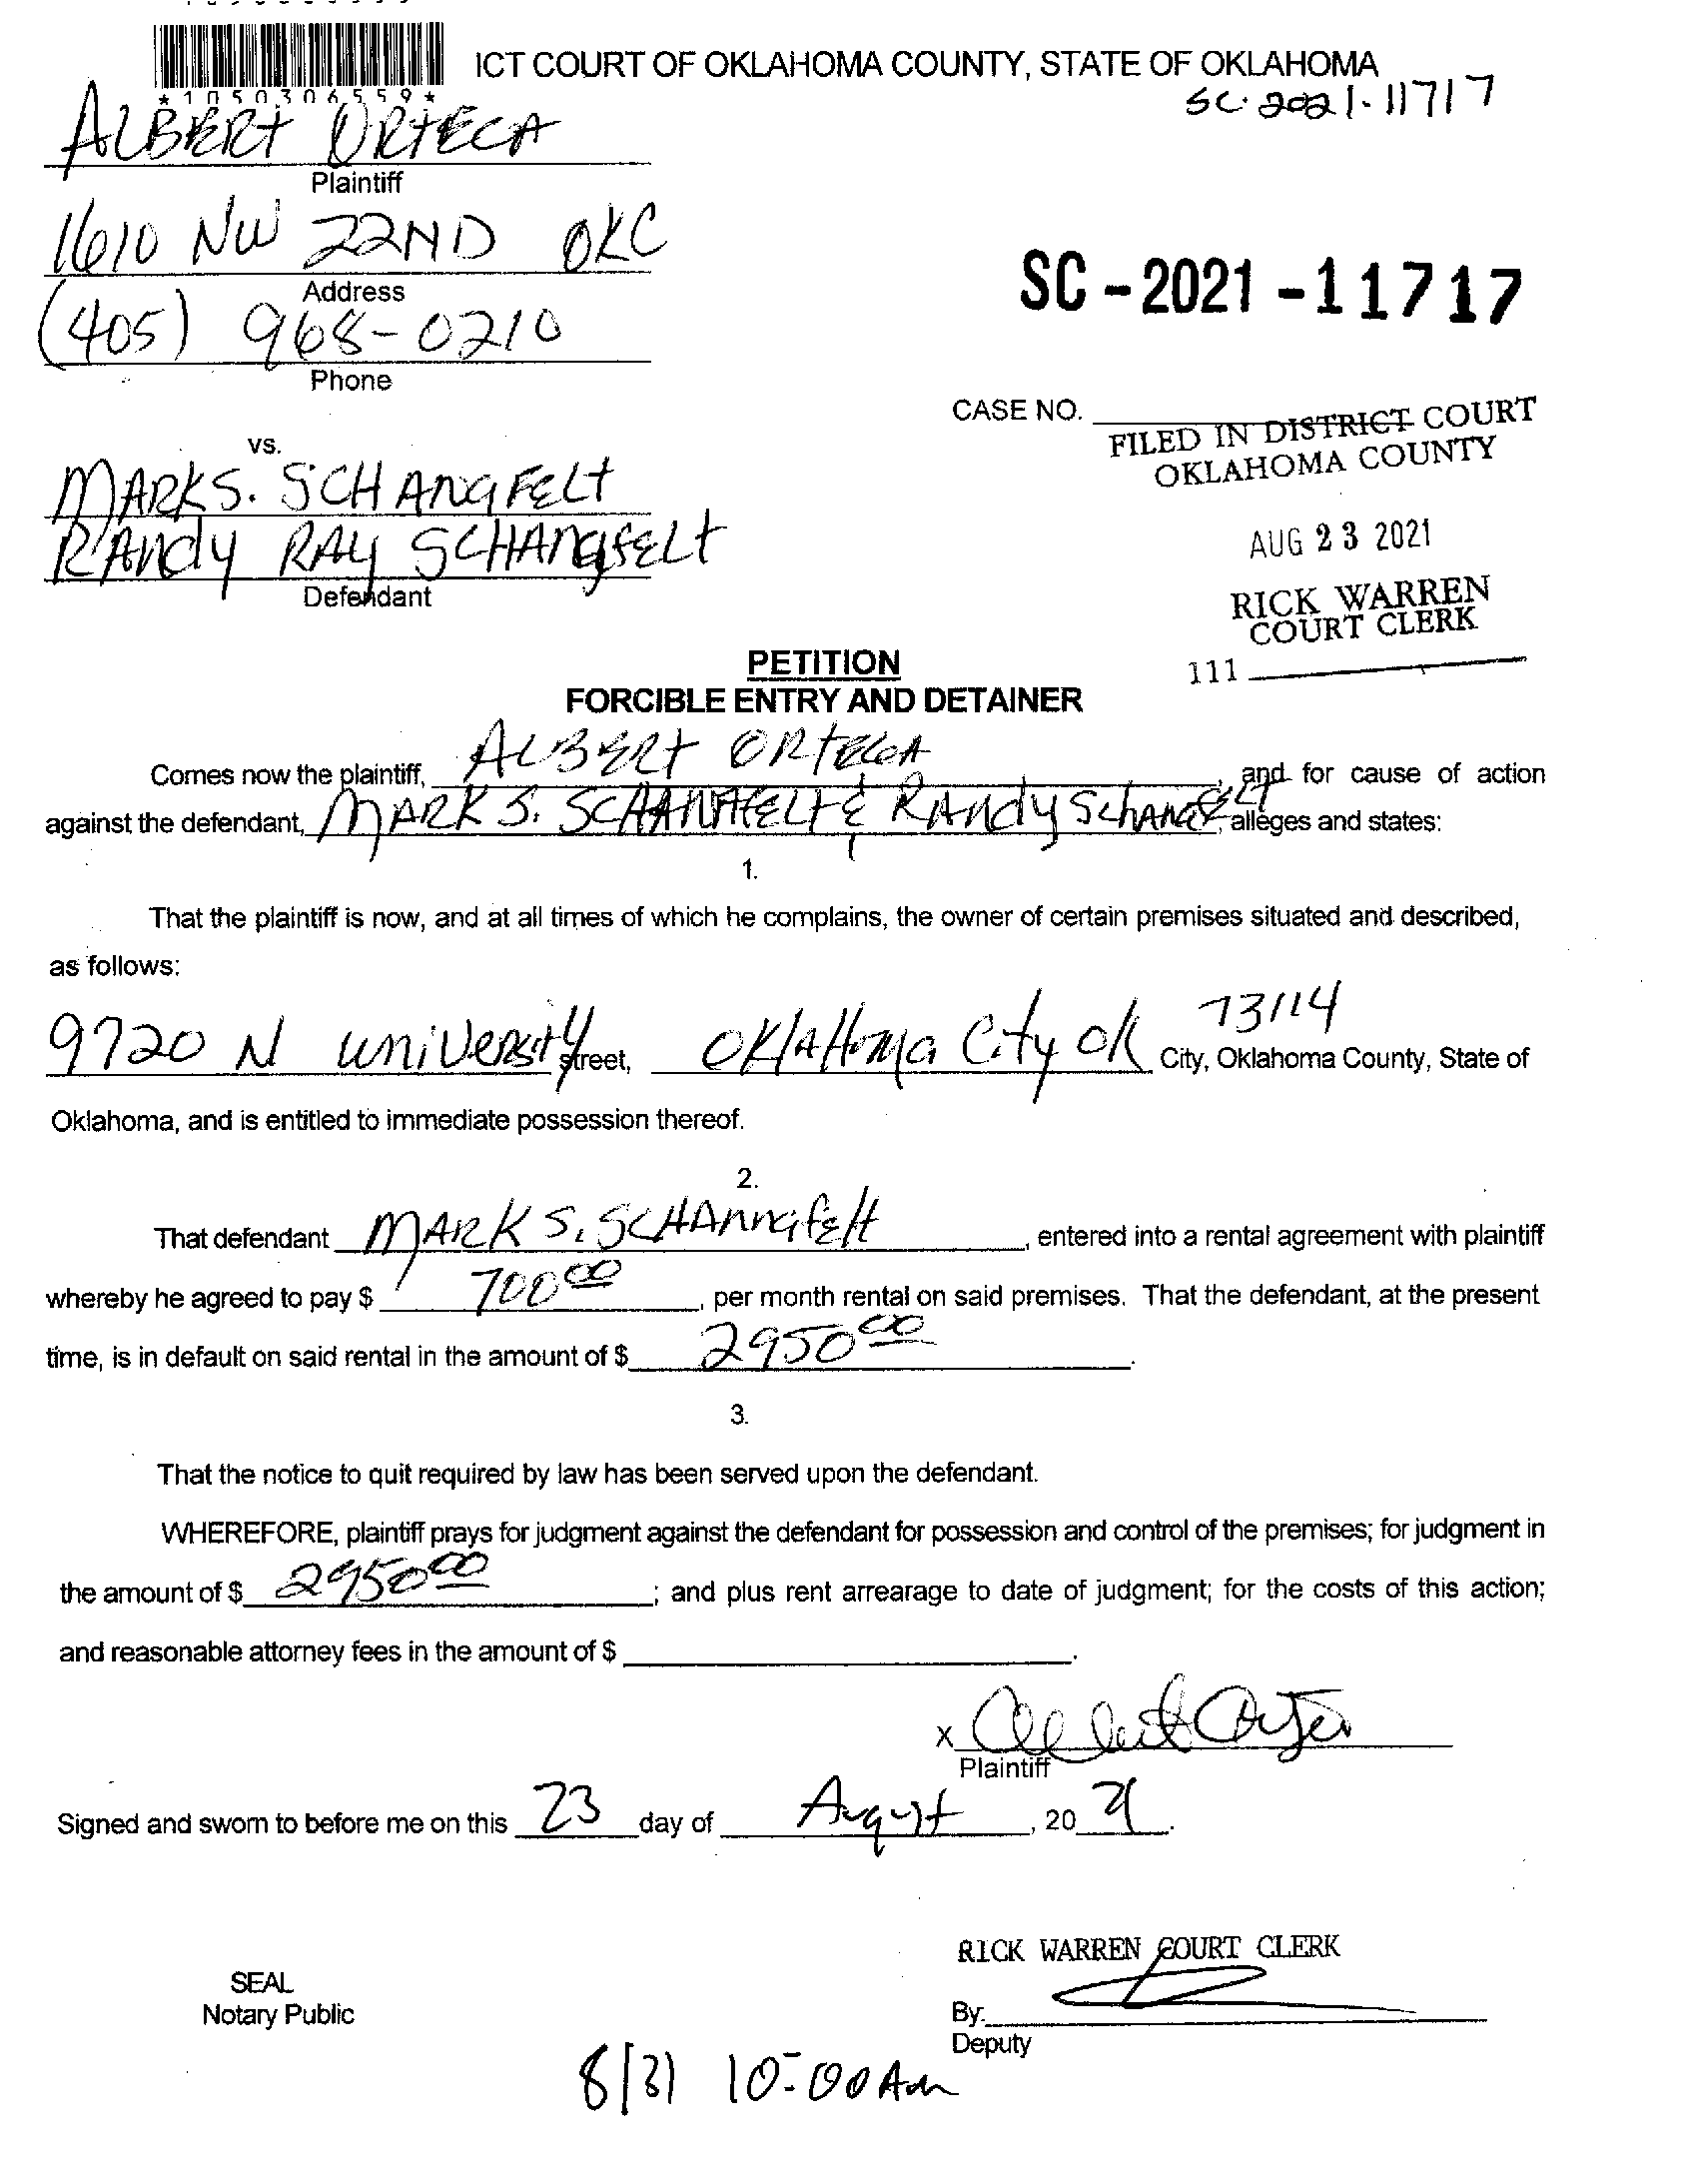 *1050306559*
ICT COURT OF OKLAHOMA COUNTY, STATE OF OKLAHOMA
SC-2021-11717
ALBERT ORTEGA
Plaintiff
1610 NW 22ND OKC
Address
(405) 968-0210
Phone
SC-2021-11717
CASE NO.
FILED IN DISTRICT COURT
OKLAHOMA COUNTY
vs.
MARK S. SCHANGFELT
RANDY RAY SCHANGFELT
Defendant
AUG 23 2021
RICK WARREN
COURT CLERK
111
PETITION
FORCIBLE ENTRY AND DETAINER
Comes now the plaintiff, ALBERT ORTEGA, and for cause of action
against the defendant, MARK S. & RANDY, alleges and states:
1.
That the plaintiff is now, and at all times of which he complains, the owner of certain premises situated and described,
as follows:
9720 N University street, Oklahoma City OK 73114 City, Oklahoma County, State of
Oklahoma, and is entitled to immediate possession thereof.
2.
That defendant MARK S., entered into a rental agreement with plaintiff
whereby he agreed to pay $ 700 00, per month rental on said premises. That the defendant, at the present
time, is in default on said rental in the amount of $ 2950 00.
3.
That the notice to quit required by law has been served upon the defendant.
WHEREFORE, plaintiff prays for judgment against the defendant for possession and control of the premises; for judgment in
the amount of $ 2950 00; and plus rent arrearage to date of judgment; for the costs of this action;
and reasonable attorney fees in the amount of $.
X
Plaintiff
Signed and sworn to before me on this 23 day of August, 2021.
RICK WARREN COURT CLERK
SEAL
Notary Public
By:
Deputy
8/31 10:00 AM